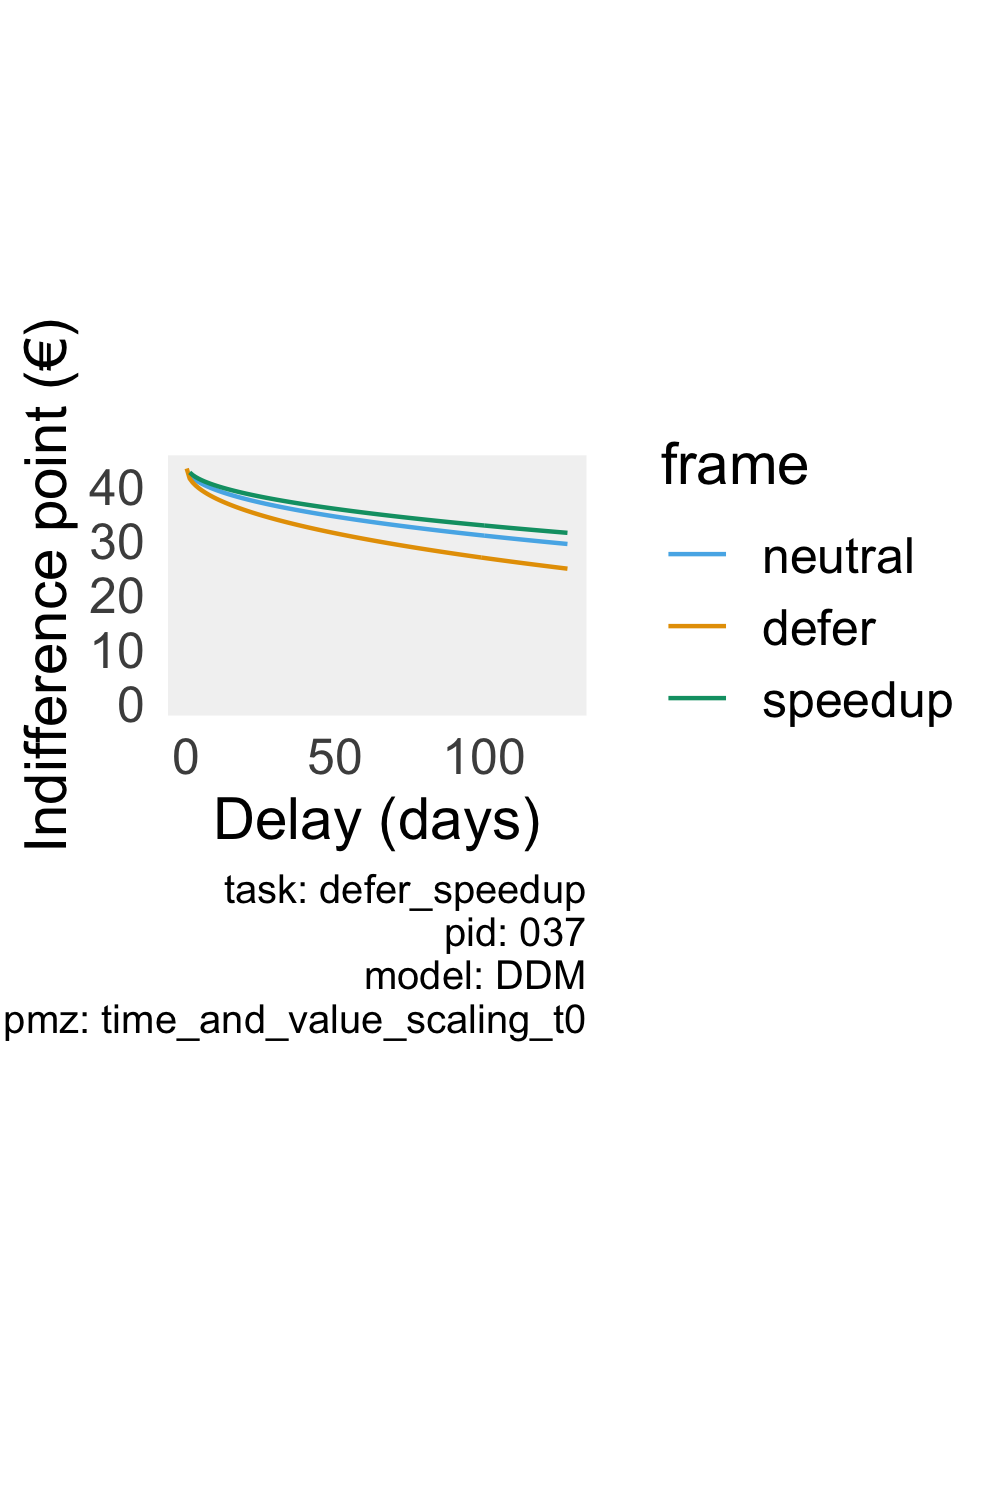 Indifference point (€)
40
30
20
10
0
0 50 100
Delay (days)
frame
neutral
defer
speedup
task: defer_speedup
pid: 037
model: DDM
pmz: time_and_value_scaling_t0